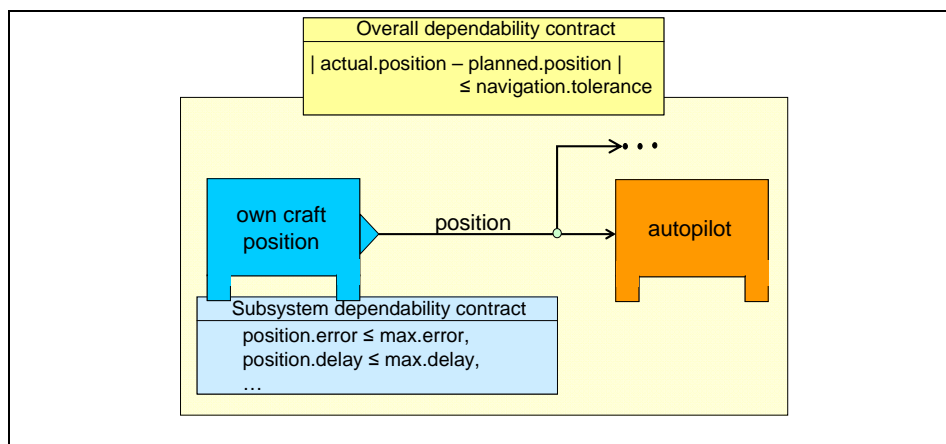 Overall dependability contract
| actual.position – planned.position |
≤ navigation.tolerance
• • •
own craft
position
position
autopilot
Subsystem dependability contract
position.error ≤ max.error,
position.delay ≤ max.delay,
…